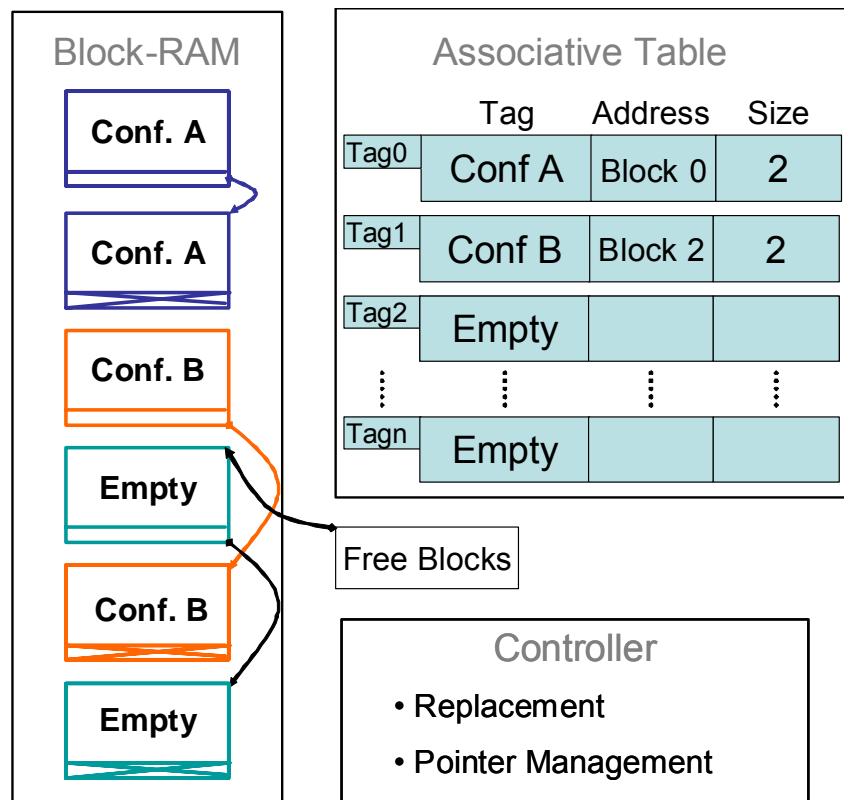 Block-RAM
Conf. A
Conf. A
Conf. B
Empty
Conf. B
Empty
Associative Table
Tag Address Size
Tag0 Conf A Block 0 2
Tag1 Conf B Block 2 2
Tag2 Empty
Tagn Empty
Free Blocks
Controller
• Replacement
• Pointer Management